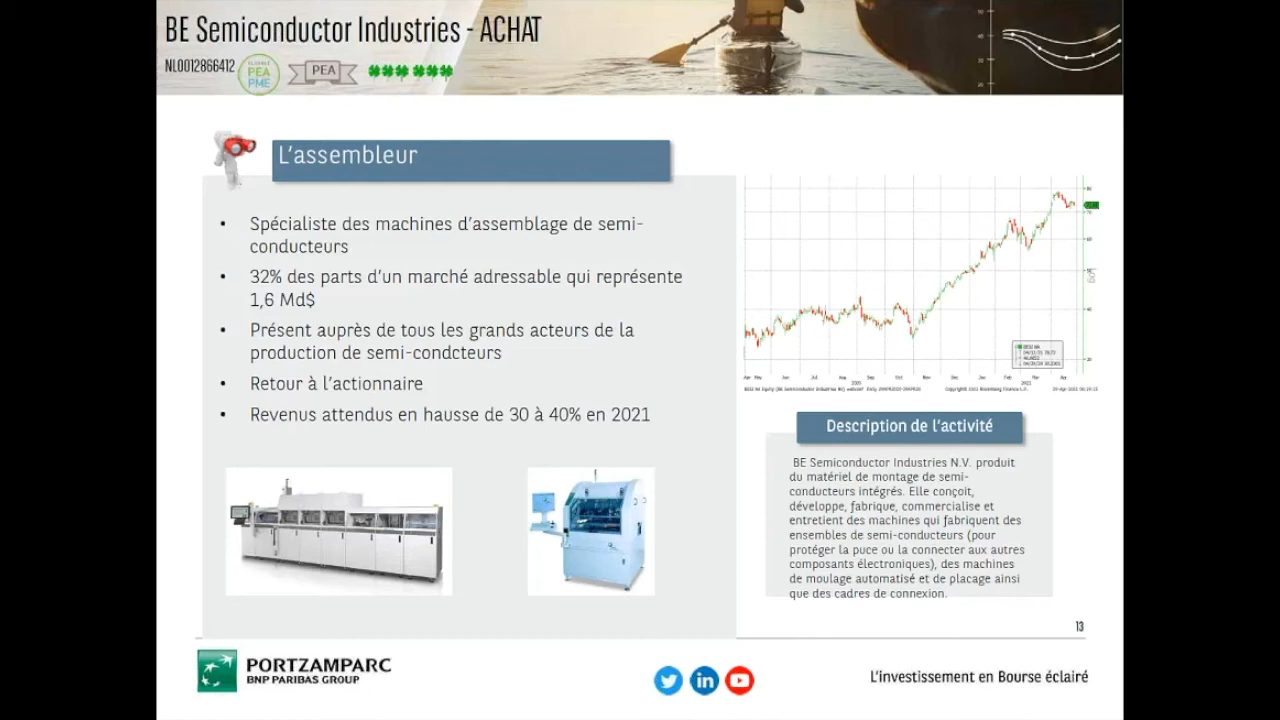 BE Semiconductor Industries - ACHAT
NL0012866412
PEA
PME
PEA
L'assembleur
• Spécialiste des machines d'assemblage de semi-
conducteurs
• 32% des parts d'un marché adressable qui représente
1,6 Md$
• Présent auprès de tous les grands acteurs de la
production de semi-condcteurs
• Retour à l'actionnaire
• Revenus attendus en hausse de 30 à 40% en 2021
Description de l'activité
BE Semiconductor Industries N.V. produit
du matériel de montage de semi-
conducteurs intégrés. Elle conçoit,
développe, fabrique, commercialise et
entretient des machines qui fabriquent des
ensembles de semi-conducteurs (pour
protéger la puce ou la connecter aux autres
composants électroniques), des machines
de moulage automatisé et de placage ainsi
que des cadres de connexion.
13
PORTZAMPARC
BNP PARIBAS GROUP
L'investissement en Bourse éclairé